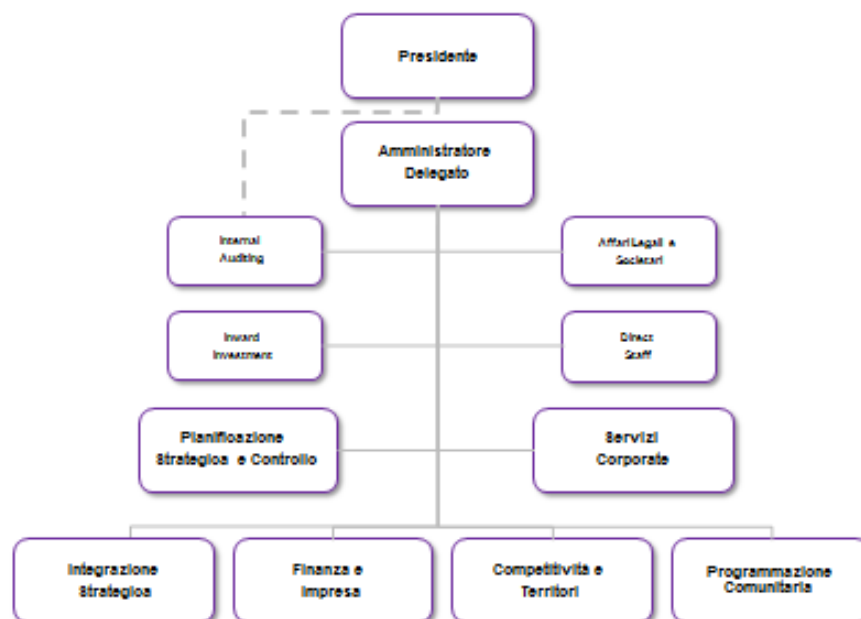 Presidente
Amministratore
Delegato
Internal
Auditing
Affari Legali e
Societari
Inward
Investment
Direct
Staff
Pianificazione
Strategica e Controllo
Servizi
Corporate
Integrazione
Strategica
Finanza e
Impresa
Competitività e
Territori
Programmazione
Comunitaria